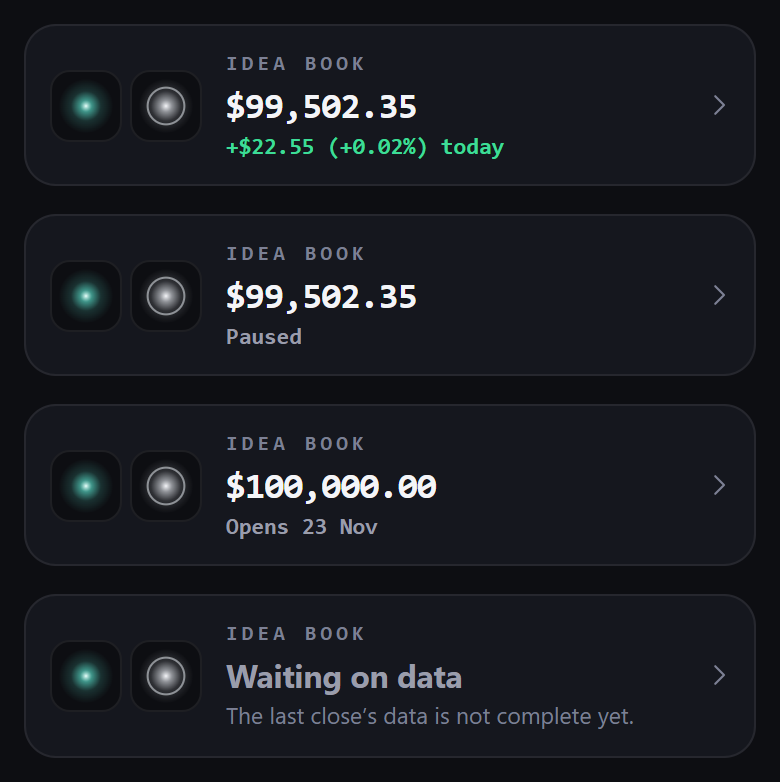 IDEA BOOK
$99,502.35
+$22.55 (+0.02%) today
IDEA BOOK
$99,502.35
Paused
IDEA BOOK
$100,000.00
Opens 23 Nov
IDEA BOOK
Waiting on data
The last close’s data is not complete yet.